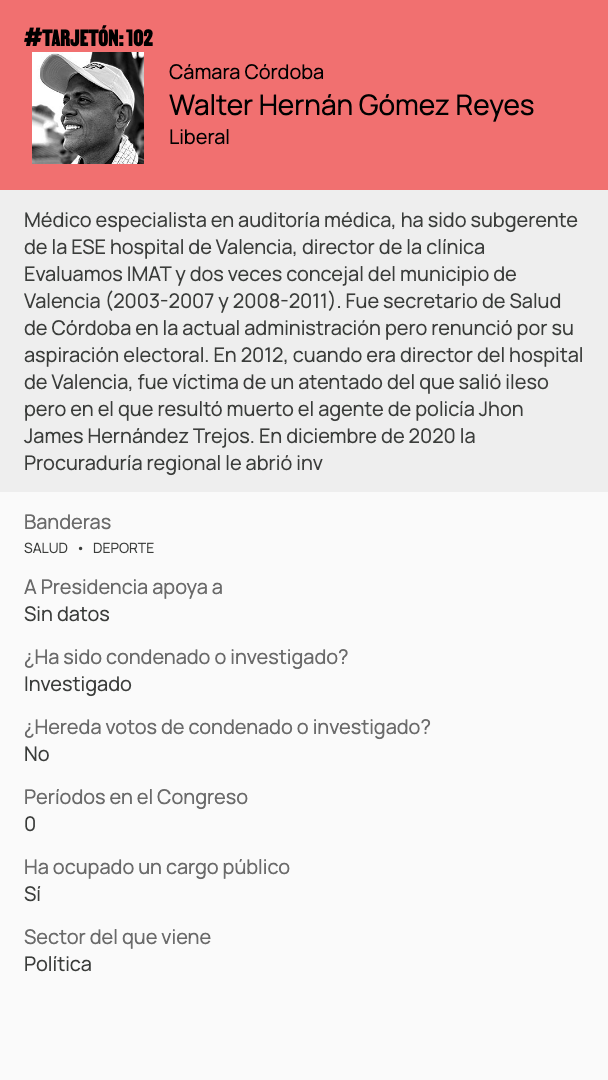 #TARJETÓN: 102
Cámara Córdoba
Walter Hernán Gómez Reyes
Liberal
Médico especialista en auditoría médica, ha sido subgerente
de la ESE hospital de Valencia, director de la clínica
Evaluamos IMAT y dos veces concejal del municipio de
Valencia (2003-2007 y 2008-2011). Fue secretario de Salud
de Córdoba en la actual administración pero renunció por su
aspiración electoral. En 2012, cuando era director del hospital
de Valencia, fue víctima de un atentado del que salió ileso
pero en el que resultó muerto el agente de policía Jhon
James Hernández Trejos. En diciembre de 2020 la
Procuraduría regional le abrió inv
Banderas
SALUD • DEPORTE
A Presidencia apoya a
Sin datos
¿Ha sido condenado o investigado?
Investigado
¿Hereda votos de condenado o investigado?
No
Períodos en el Congreso
0
Ha ocupado un cargo público
Sí
Sector del que viene
Política